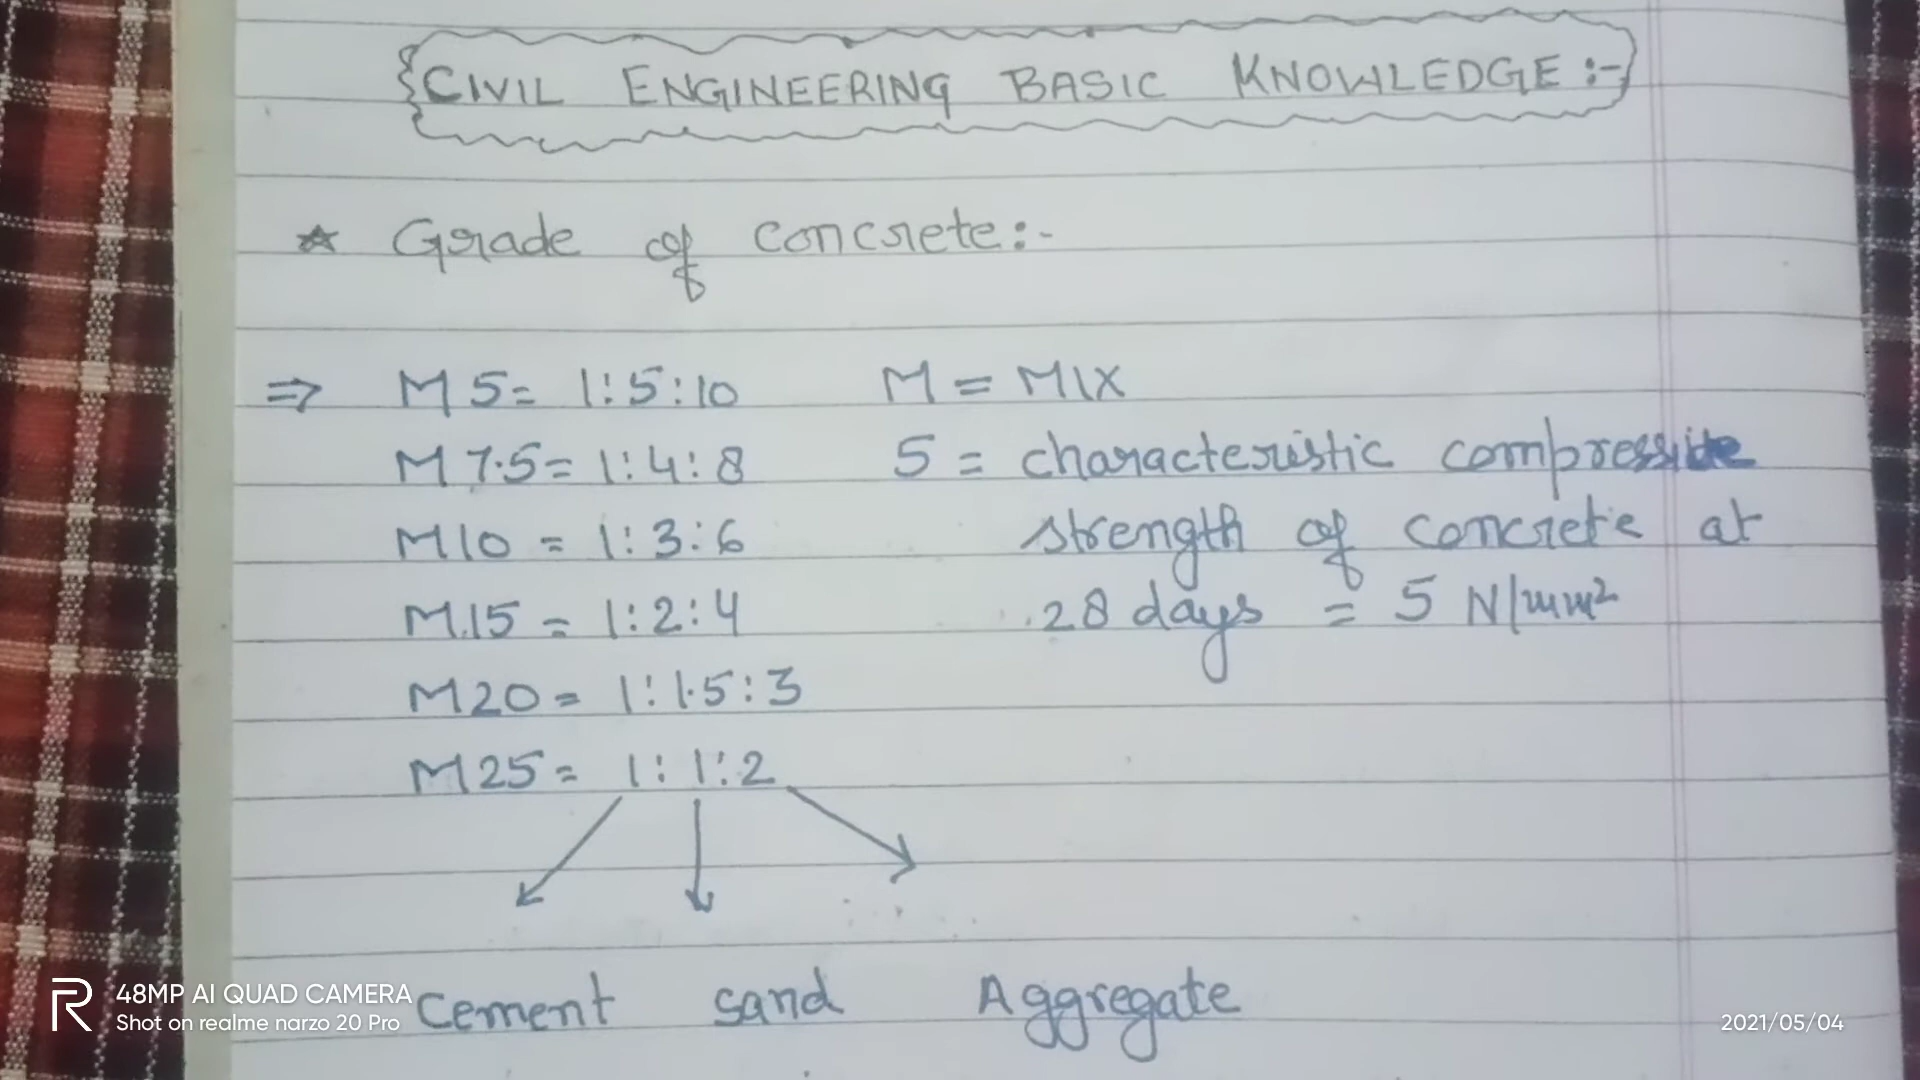 CIVIL ENGINEERING BASIC KNOWLEDGE :-
★ Grade of concrete:-
⇒ M 5 = 1:5:10 M = MIX
M 7.5 = 1:4:8 5 = characteristic compressive
M10 = 1:3:6 strength of concrete at
M.15 = 1:2:4 28 days = 5 N/mm²
M20 = 1:1.5:3
M25 = 1:1:2
Cement sand Aggregate
48MP AI QUAD CAMERA
Shot on realme narzo 20 Pro
2021/05/04